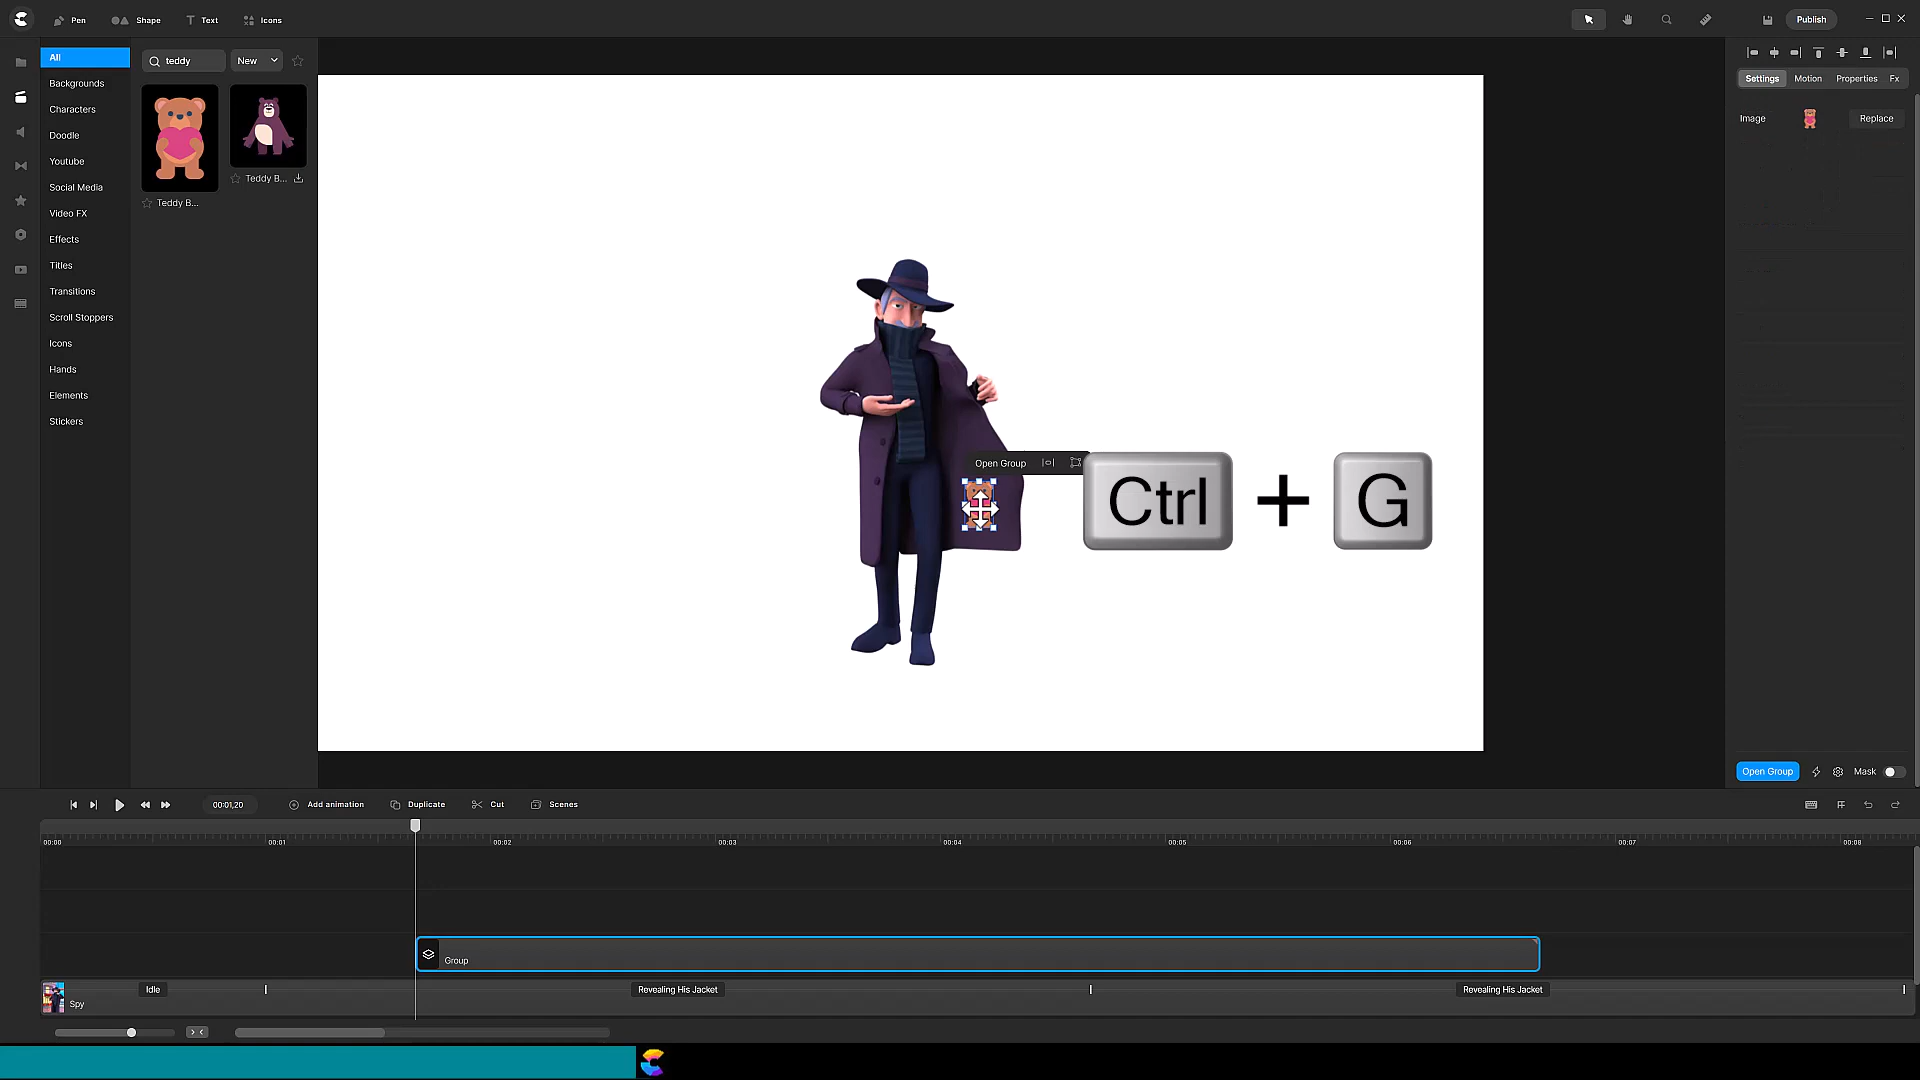 Pen
Shape
Text
Icons
Publish
All
Backgrounds
Characters
Doodle
Youtube
Social Media
Video FX
Effects
Titles
Transitions
Scroll Stoppers
Icons
Hands
Elements
Stickers
teddy
New
Teddy B...
Teddy B...
Settings
Motion
Properties
Fx
Image
Replace
Open Group
Ctrl + G
Open Group
Mask
00:01,20
Add animation
Duplicate
Cut
Scenes
00:00
00:01
00:02
00:03
00:04
00:05
00:06
00:07
00:08
Group
Spy
Idle
Revealing His Jacket
Revealing His Jacket